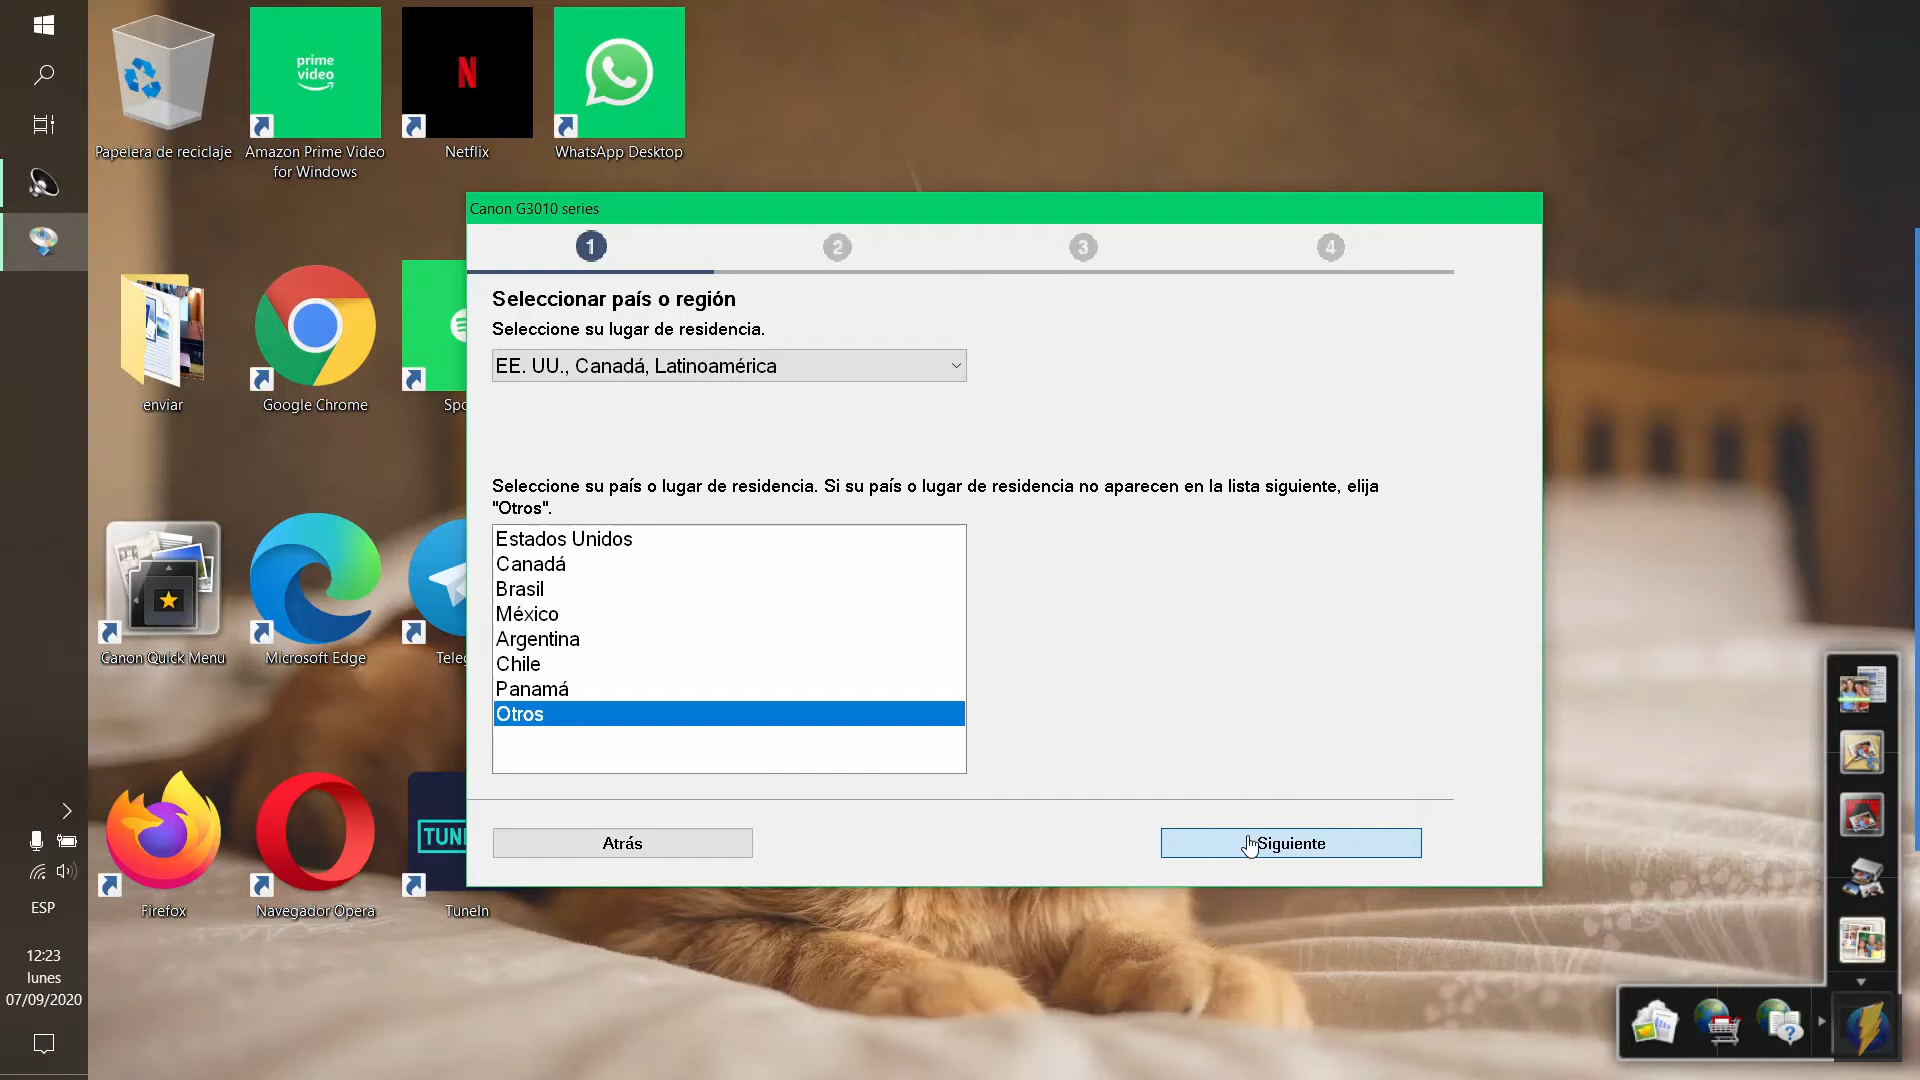 prime
video
N
Papelera de reciclaje
Amazon Prime Video
for Windows
Netflix
WhatsApp Desktop
Canon G3010 series
1
2
3
4
Seleccionar país o región
Seleccione su lugar de residencia.
EE. UU., Canadá, Latinoamérica
enviar
Google Chrome
Spo
Seleccione su país o lugar de residencia. Si su país o lugar de residencia no aparecen en la lista siguiente, elija
"Otros".
Estados Unidos
Canadá
Brasil
México
Argentina
Chile
Panamá
Otros
Canon Quick Menu
Microsoft Edge
Teleg
Atrás
Siguiente
TUNE
Firefox
Navegador Opera
TuneIn
ESP
12:23
lunes
07/09/2020